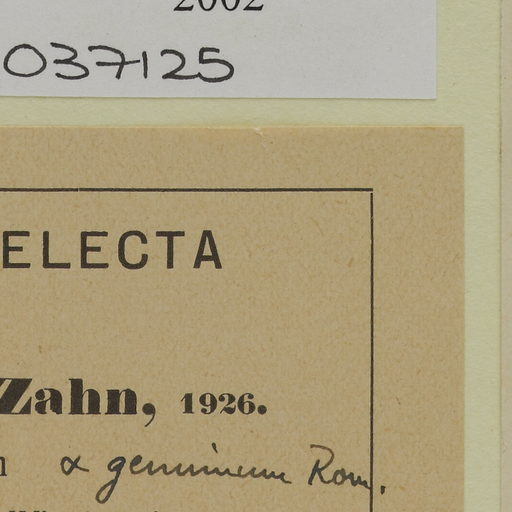 2002
037125
ELECTA
Zahn, 1926.
α genuinum Rom.